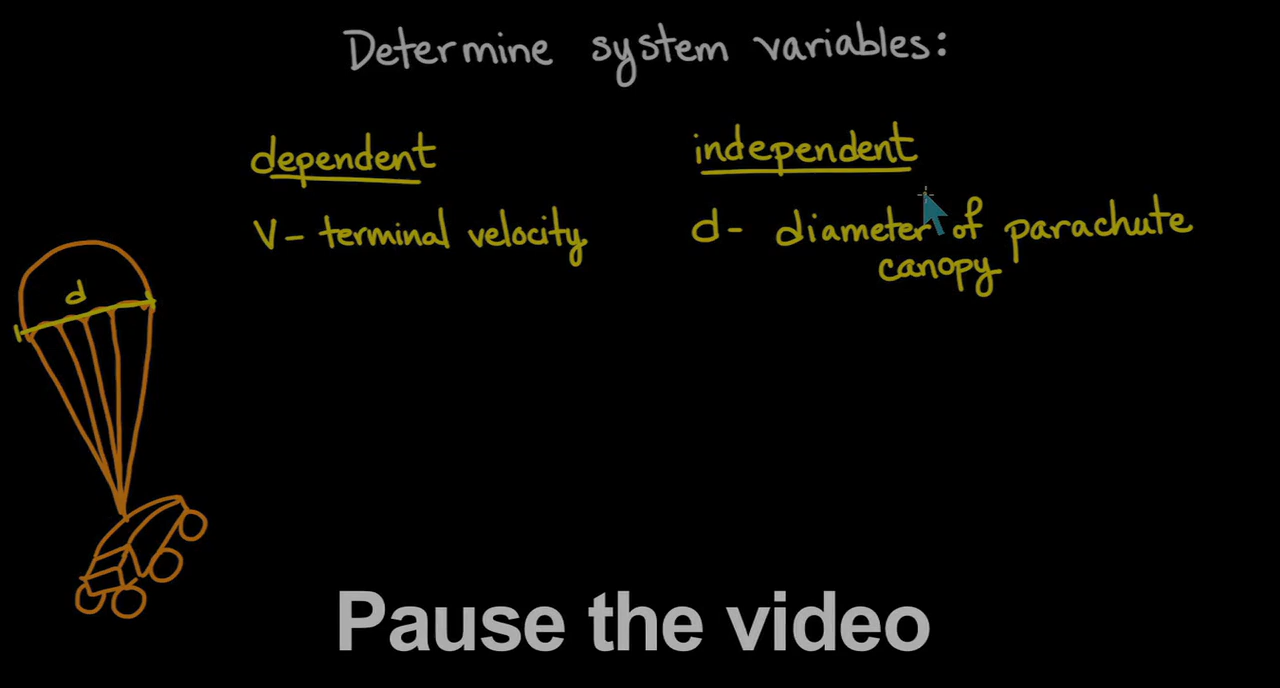 Determine system variables:
dependent
independent
V - terminal velocity
d - diameter of parachute
canopy
d
Pause the video